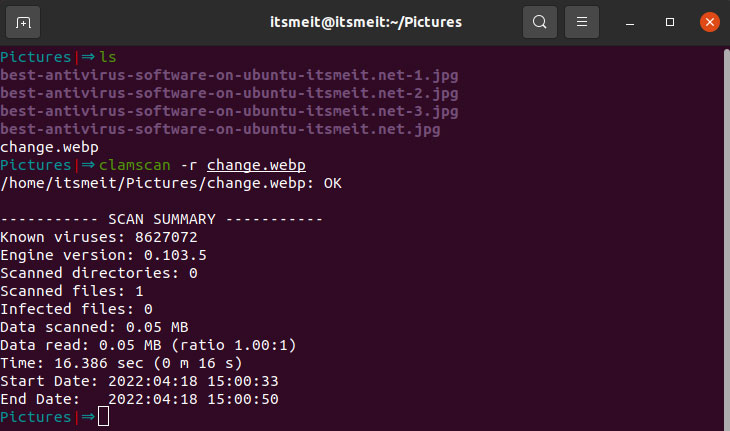 itsmeit@itsmeit:~/Pictures
Pictures|⇒ls
best-antivirus-software-on-ubuntu-itsmeit.net-1.jpg
best-antivirus-software-on-ubuntu-itsmeit.net-2.jpg
best-antivirus-software-on-ubuntu-itsmeit.net-3.jpg
best-antivirus-software-on-ubuntu-itsmeit.net.jpg
change.webp
Pictures|⇒clamscan -r change.webp
/home/itsmeit/Pictures/change.webp: OK
----------- SCAN SUMMARY -----------
Known viruses: 8627072
Engine version: 0.103.5
Scanned directories: 0
Scanned files: 1
Infected files: 0
Data scanned: 0.05 MB
Data read: 0.05 MB (ratio 1.00:1)
Time: 16.386 sec (0 m 16 s)
Start Date: 2022:04:18 15:00:33
End Date:   2022:04:18 15:00:50
Pictures|⇒